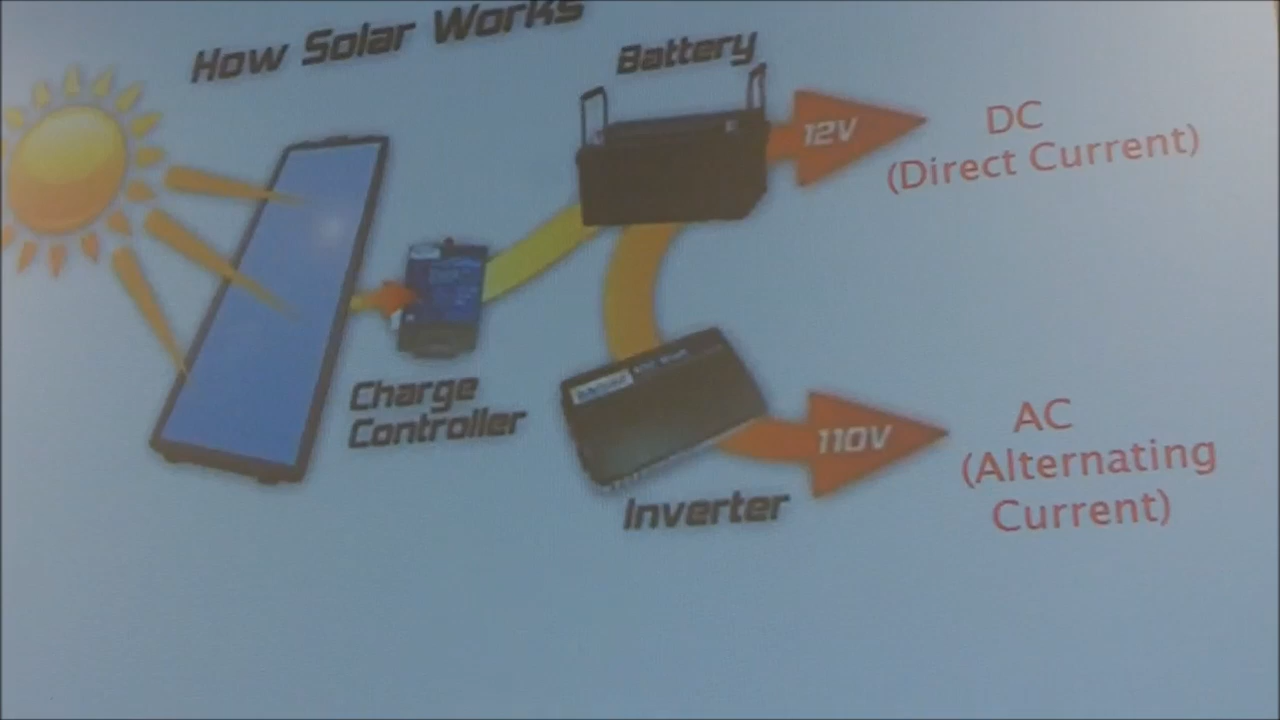 How Solar Works
Battery
12V
DC
(Direct Current)
Charge
Controller
110V
AC
(Alternating
Current)
Inverter